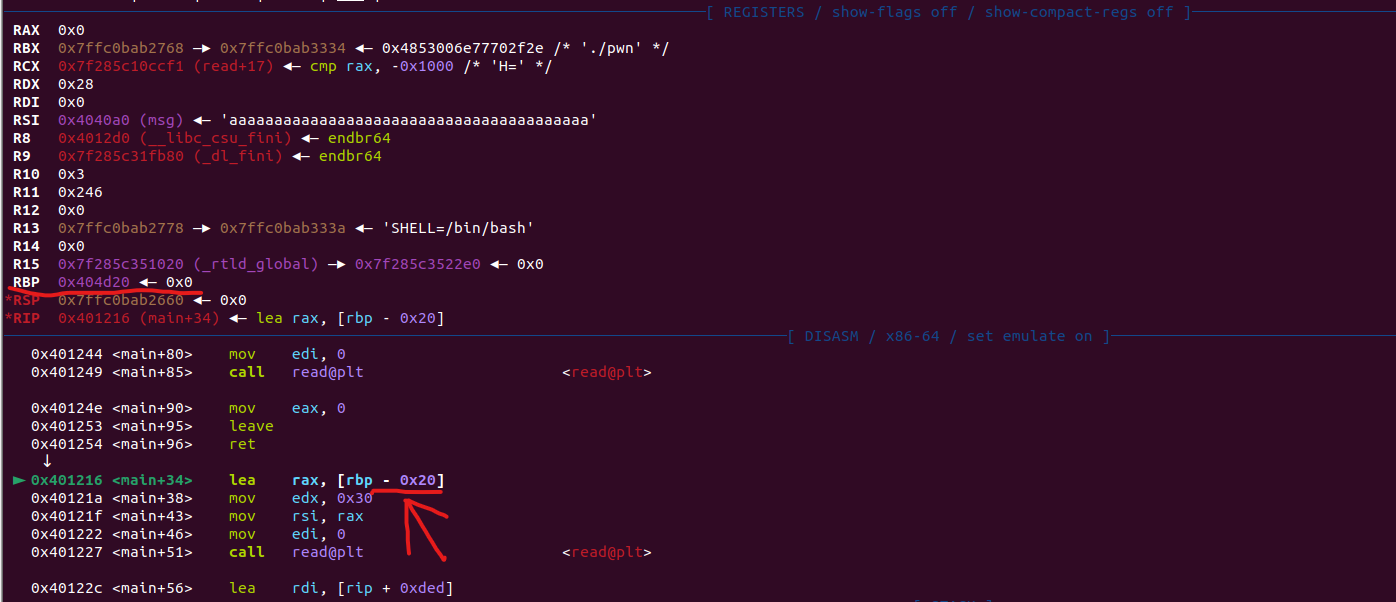 [ REGISTERS / show-flags off / show-compact-regs off ]
RAX 0x0
RBX 0x7ffc0bab2768 —▸ 0x7ffc0bab3334 ◂— 0x4853006e77702f2e /* './pwn' */
RCX 0x7f285c10ccf1 (read+17) ◂— cmp rax, -0x1000 /* 'H=' */
RDX 0x28
RDI 0x0
RSI 0x4040a0 (msg) ◂— 'aaaaaaaaaaaaaaaaaaaaaaaaaaaaaaaaaaaaaaaa'
R8 0x4012d0 (__libc_csu_fini) ◂— endbr64
R9 0x7f285c31fb80 (_dl_fini) ◂— endbr64
R10 0x3
R11 0x246
R12 0x0
R13 0x7ffc0bab2778 —▸ 0x7ffc0bab333a ◂— 'SHELL=/bin/bash'
R14 0x0
R15 0x7f285c351020 (_rtld_global) —▸ 0x7f285c3522e0 ◂— 0x0
RBP 0x404d20 ◂— 0x0
*RSP 0x7ffc0bab2660 ◂— 0x0
*RIP 0x401216 (main+34) ◂— lea rax, [rbp - 0x20]
[ DISASM / x86-64 / set emulate on ]
0x401244 <main+80> mov edi, 0
0x401249 <main+85> call read@plt <read@plt>
0x40124e <main+90> mov eax, 0
0x401253 <main+95> leave
0x401254 <main+96> ret
↓
► 0x401216 <main+34> lea rax, [rbp - 0x20]
0x40121a <main+38> mov edx, 0x30
0x40121f <main+43> mov rsi, rax
0x401222 <main+46> mov edi, 0
0x401227 <main+51> call read@plt <read@plt>
0x40122c <main+56> lea rdi, [rip + 0xded]